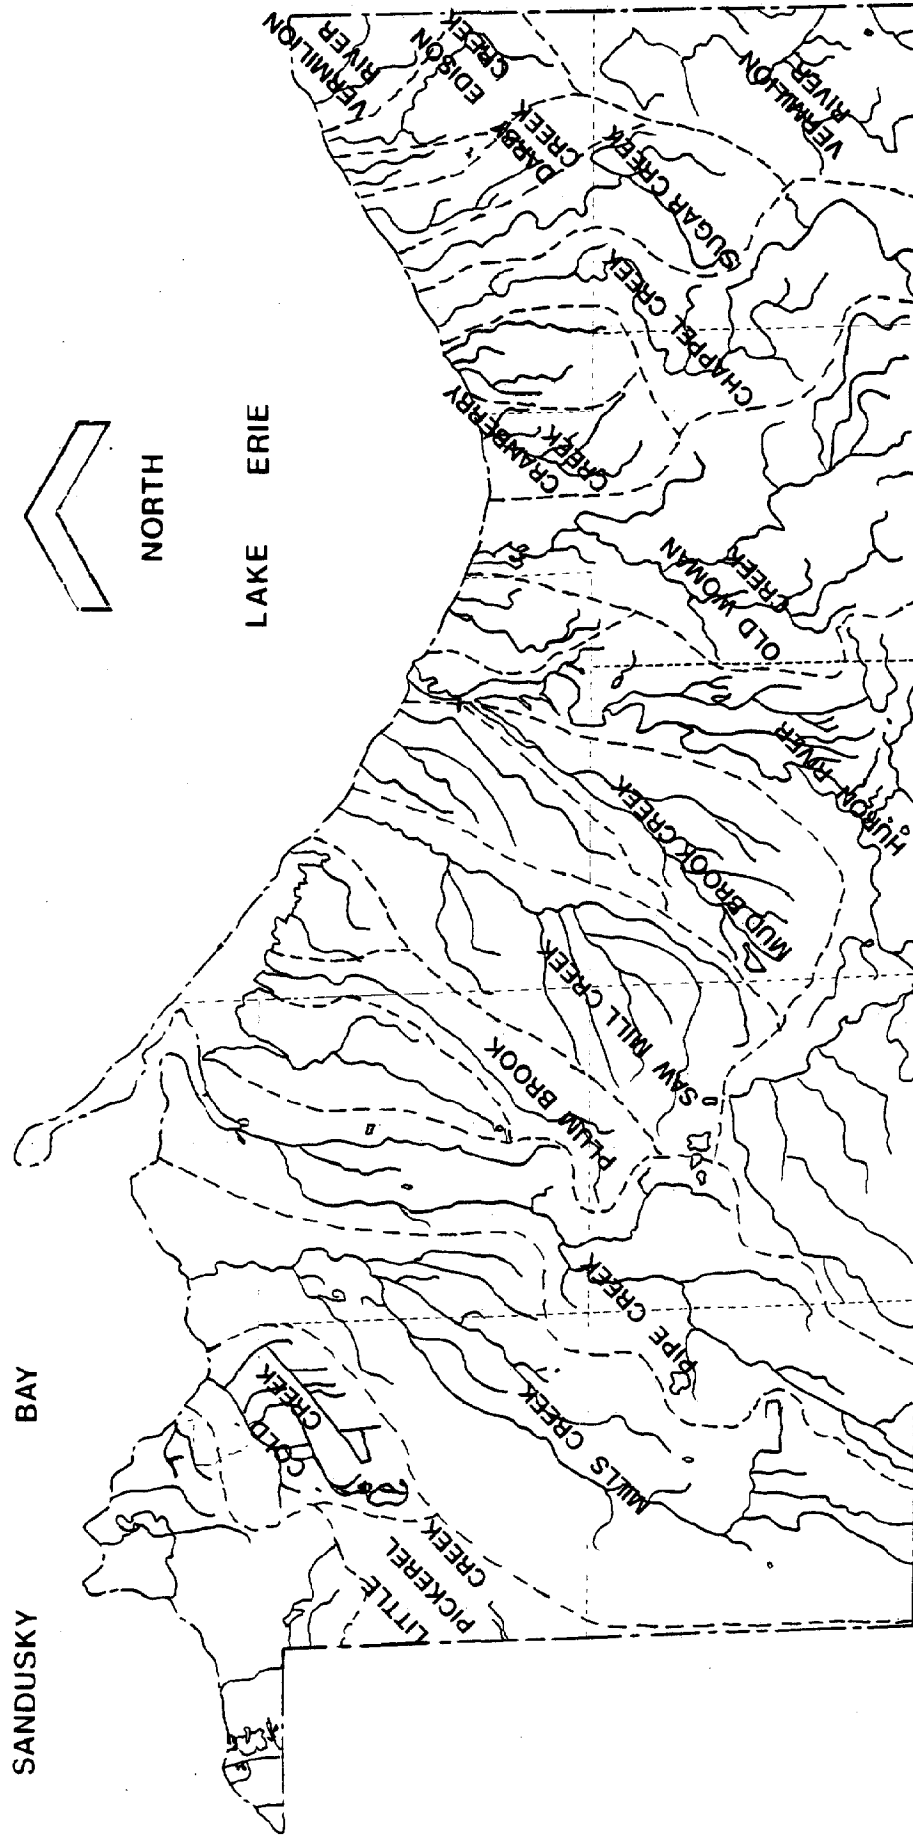 SANDUSKY BAY
NORTH
LAKE ERIE
LITTLE
PICKEREL
CREEK
COLD
CREEK
MILLS CREEK
PIPE CREEK
PLUM BROOK
SAW MILL CREEK
MUD BROOK CREEK
HURON RIVER
OLD WOMAN
CREEK
CRANBERRY
CREEK
CHAPPEL CREEK
SUGAR CREEK
DARBY
CREEK
EDISON
CREEK
VERMILION
RIVER
VERMILION
RIVER